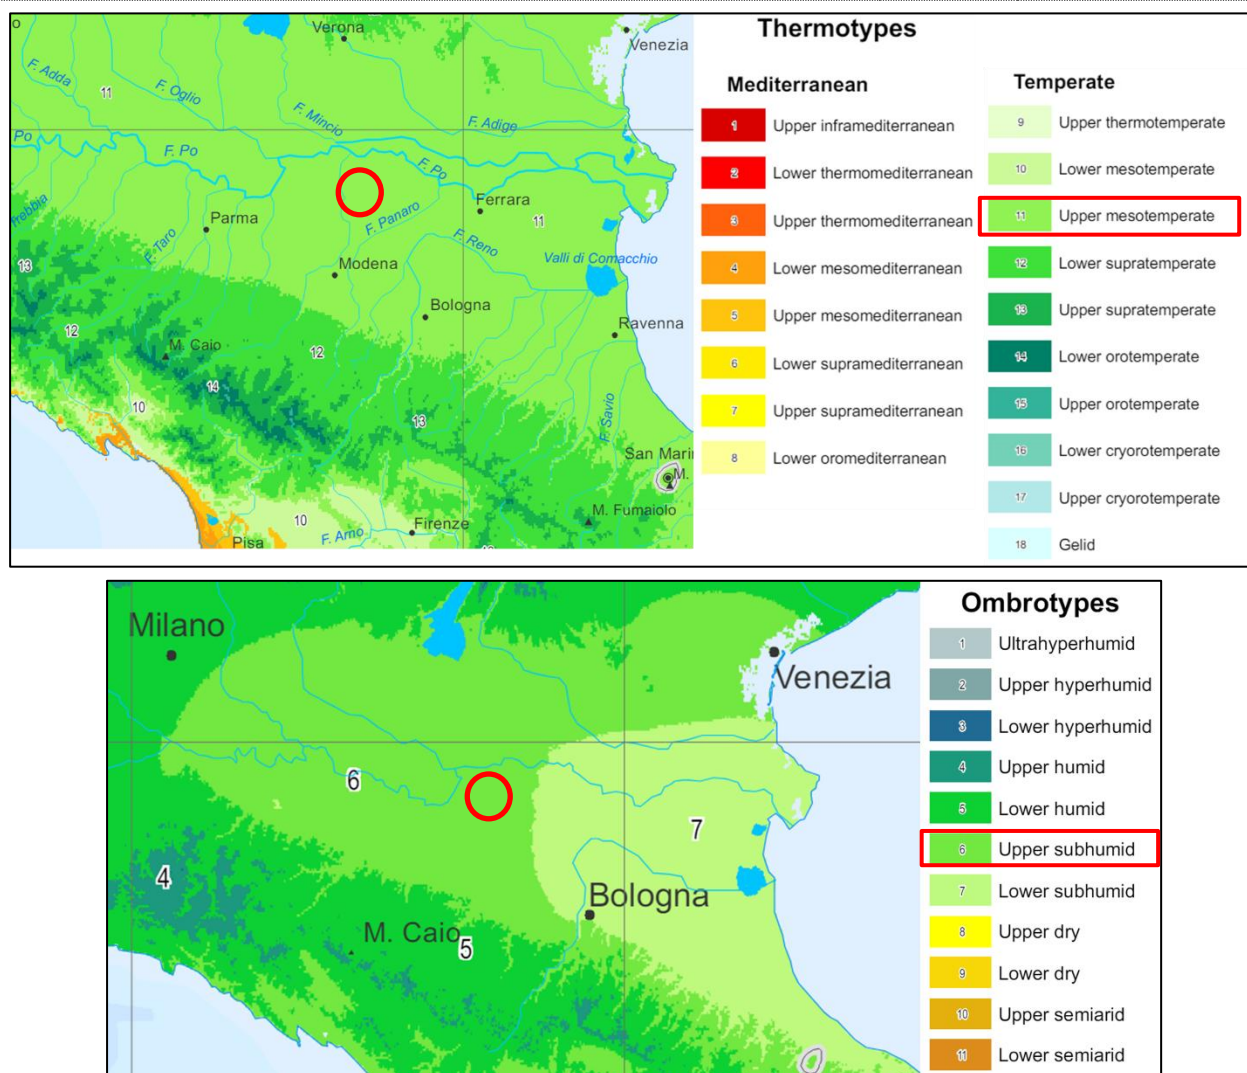 o
Verona
Venezia
F. Adda
11
F. Oglio
F. Mincio
F. Adige
Po
F. Po
F. Po
Ferrara
Trebbia
Parma
F. Panaro
11
F. Taro
F. Reno
13
Modena
Valli di Comacchio
Bologna
Ravenna
12
M. Caio
12
14
10
13
F. Savio
San Mari
M.
10
Firenze
M. Fumaiolo
F. Arno
Pisa
Thermotypes
Mediterranean
1 Upper inframediterranean
2 Lower thermomediterranean
3 Upper thermomediterranean
4 Lower mesomediterranean
5 Upper mesomediterranean
6 Lower supramediterranean
7 Upper supramediterranean
8 Lower oromediterranean
Temperate
9 Upper thermotemperate
10 Lower mesotemperate
11 Upper mesotemperate
12 Lower supratemperate
13 Upper supratemperate
14 Lower orotemperate
15 Upper orotemperate
16 Lower cryorotemperate
17 Upper cryorotemperate
18 Gelid
Milano
Venezia
6
7
4
Bologna
M. Caio
5
Ombrotypes
1 Ultrahyperhumid
2 Upper hyperhumid
3 Lower hyperhumid
4 Upper humid
5 Lower humid
6 Upper subhumid
7 Lower subhumid
8 Upper dry
9 Lower dry
10 Upper semiarid
11 Lower semiarid